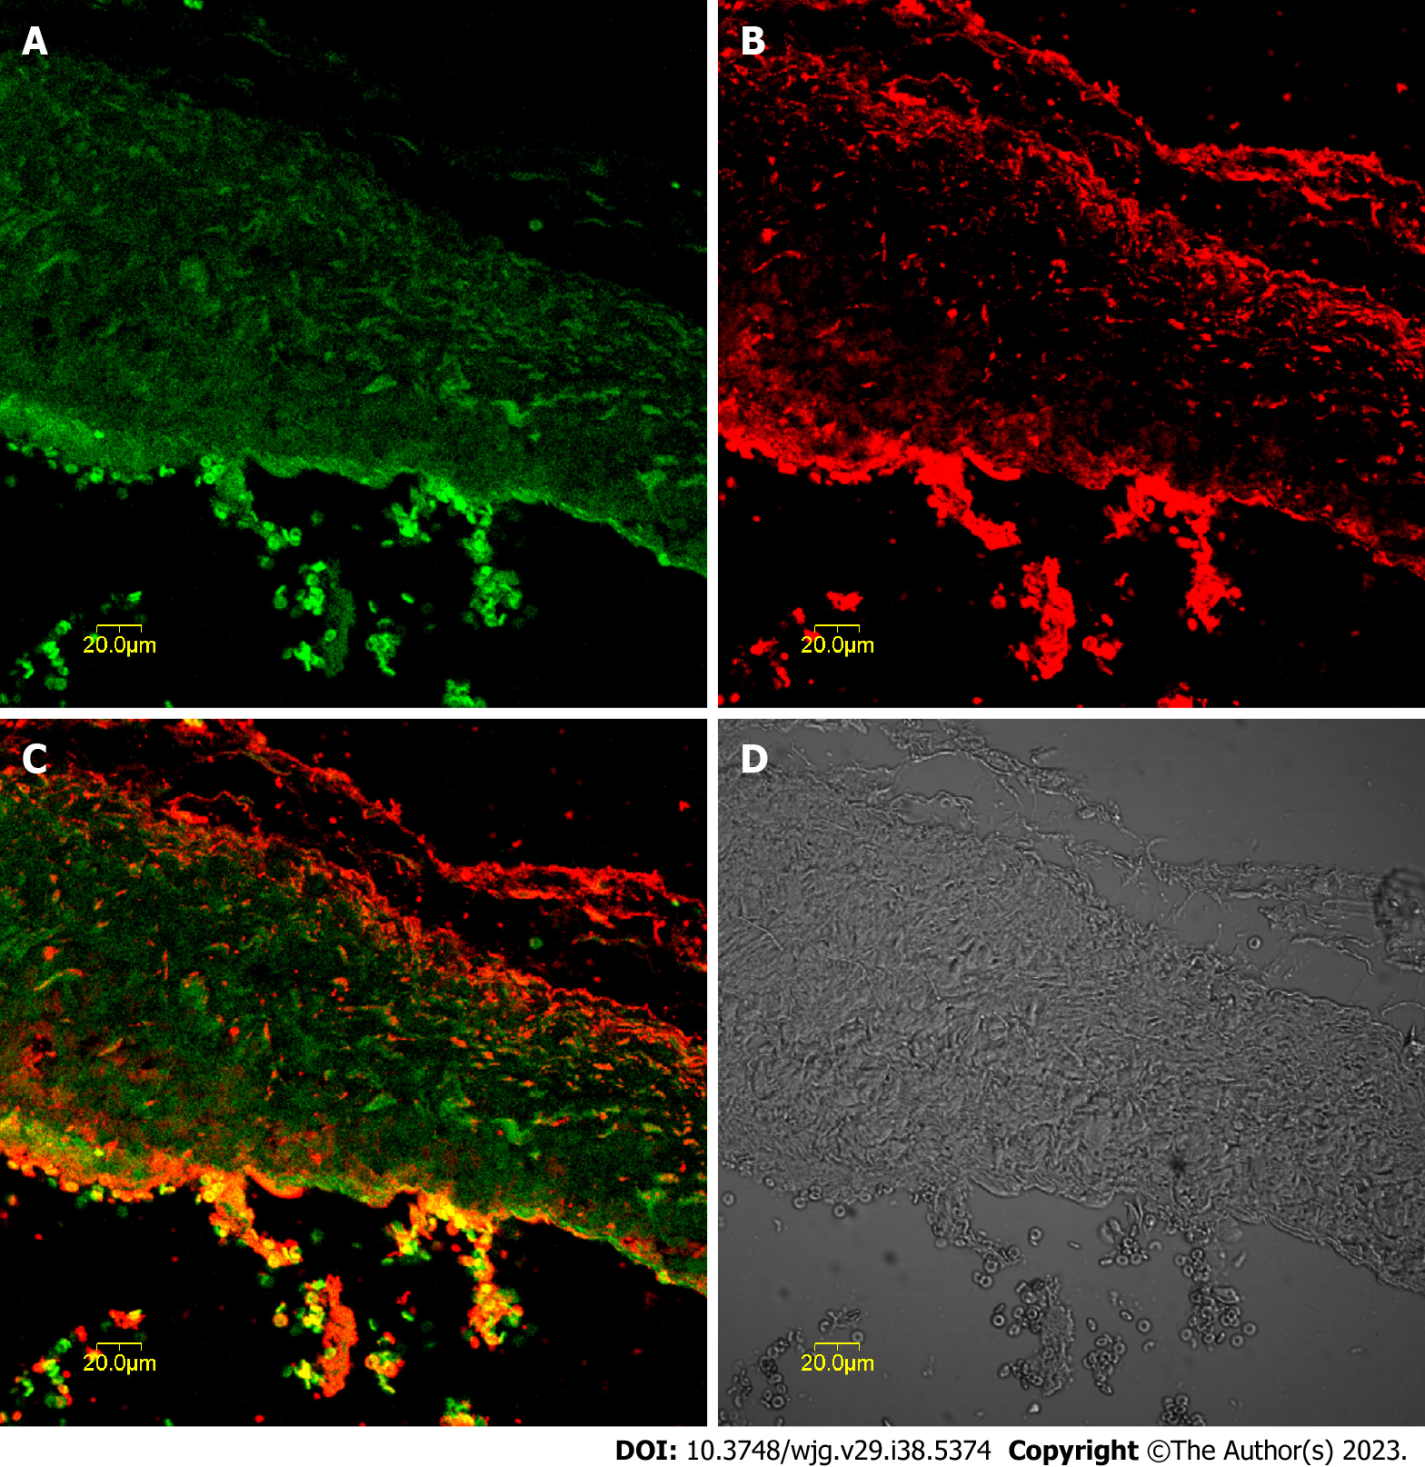 A
B
20.0µm
20.0µm
C
D
20.0µm
20.0µm
DOI: 10.3748/wjg.v29.i38.5374 Copyright ©The Author(s) 2023.